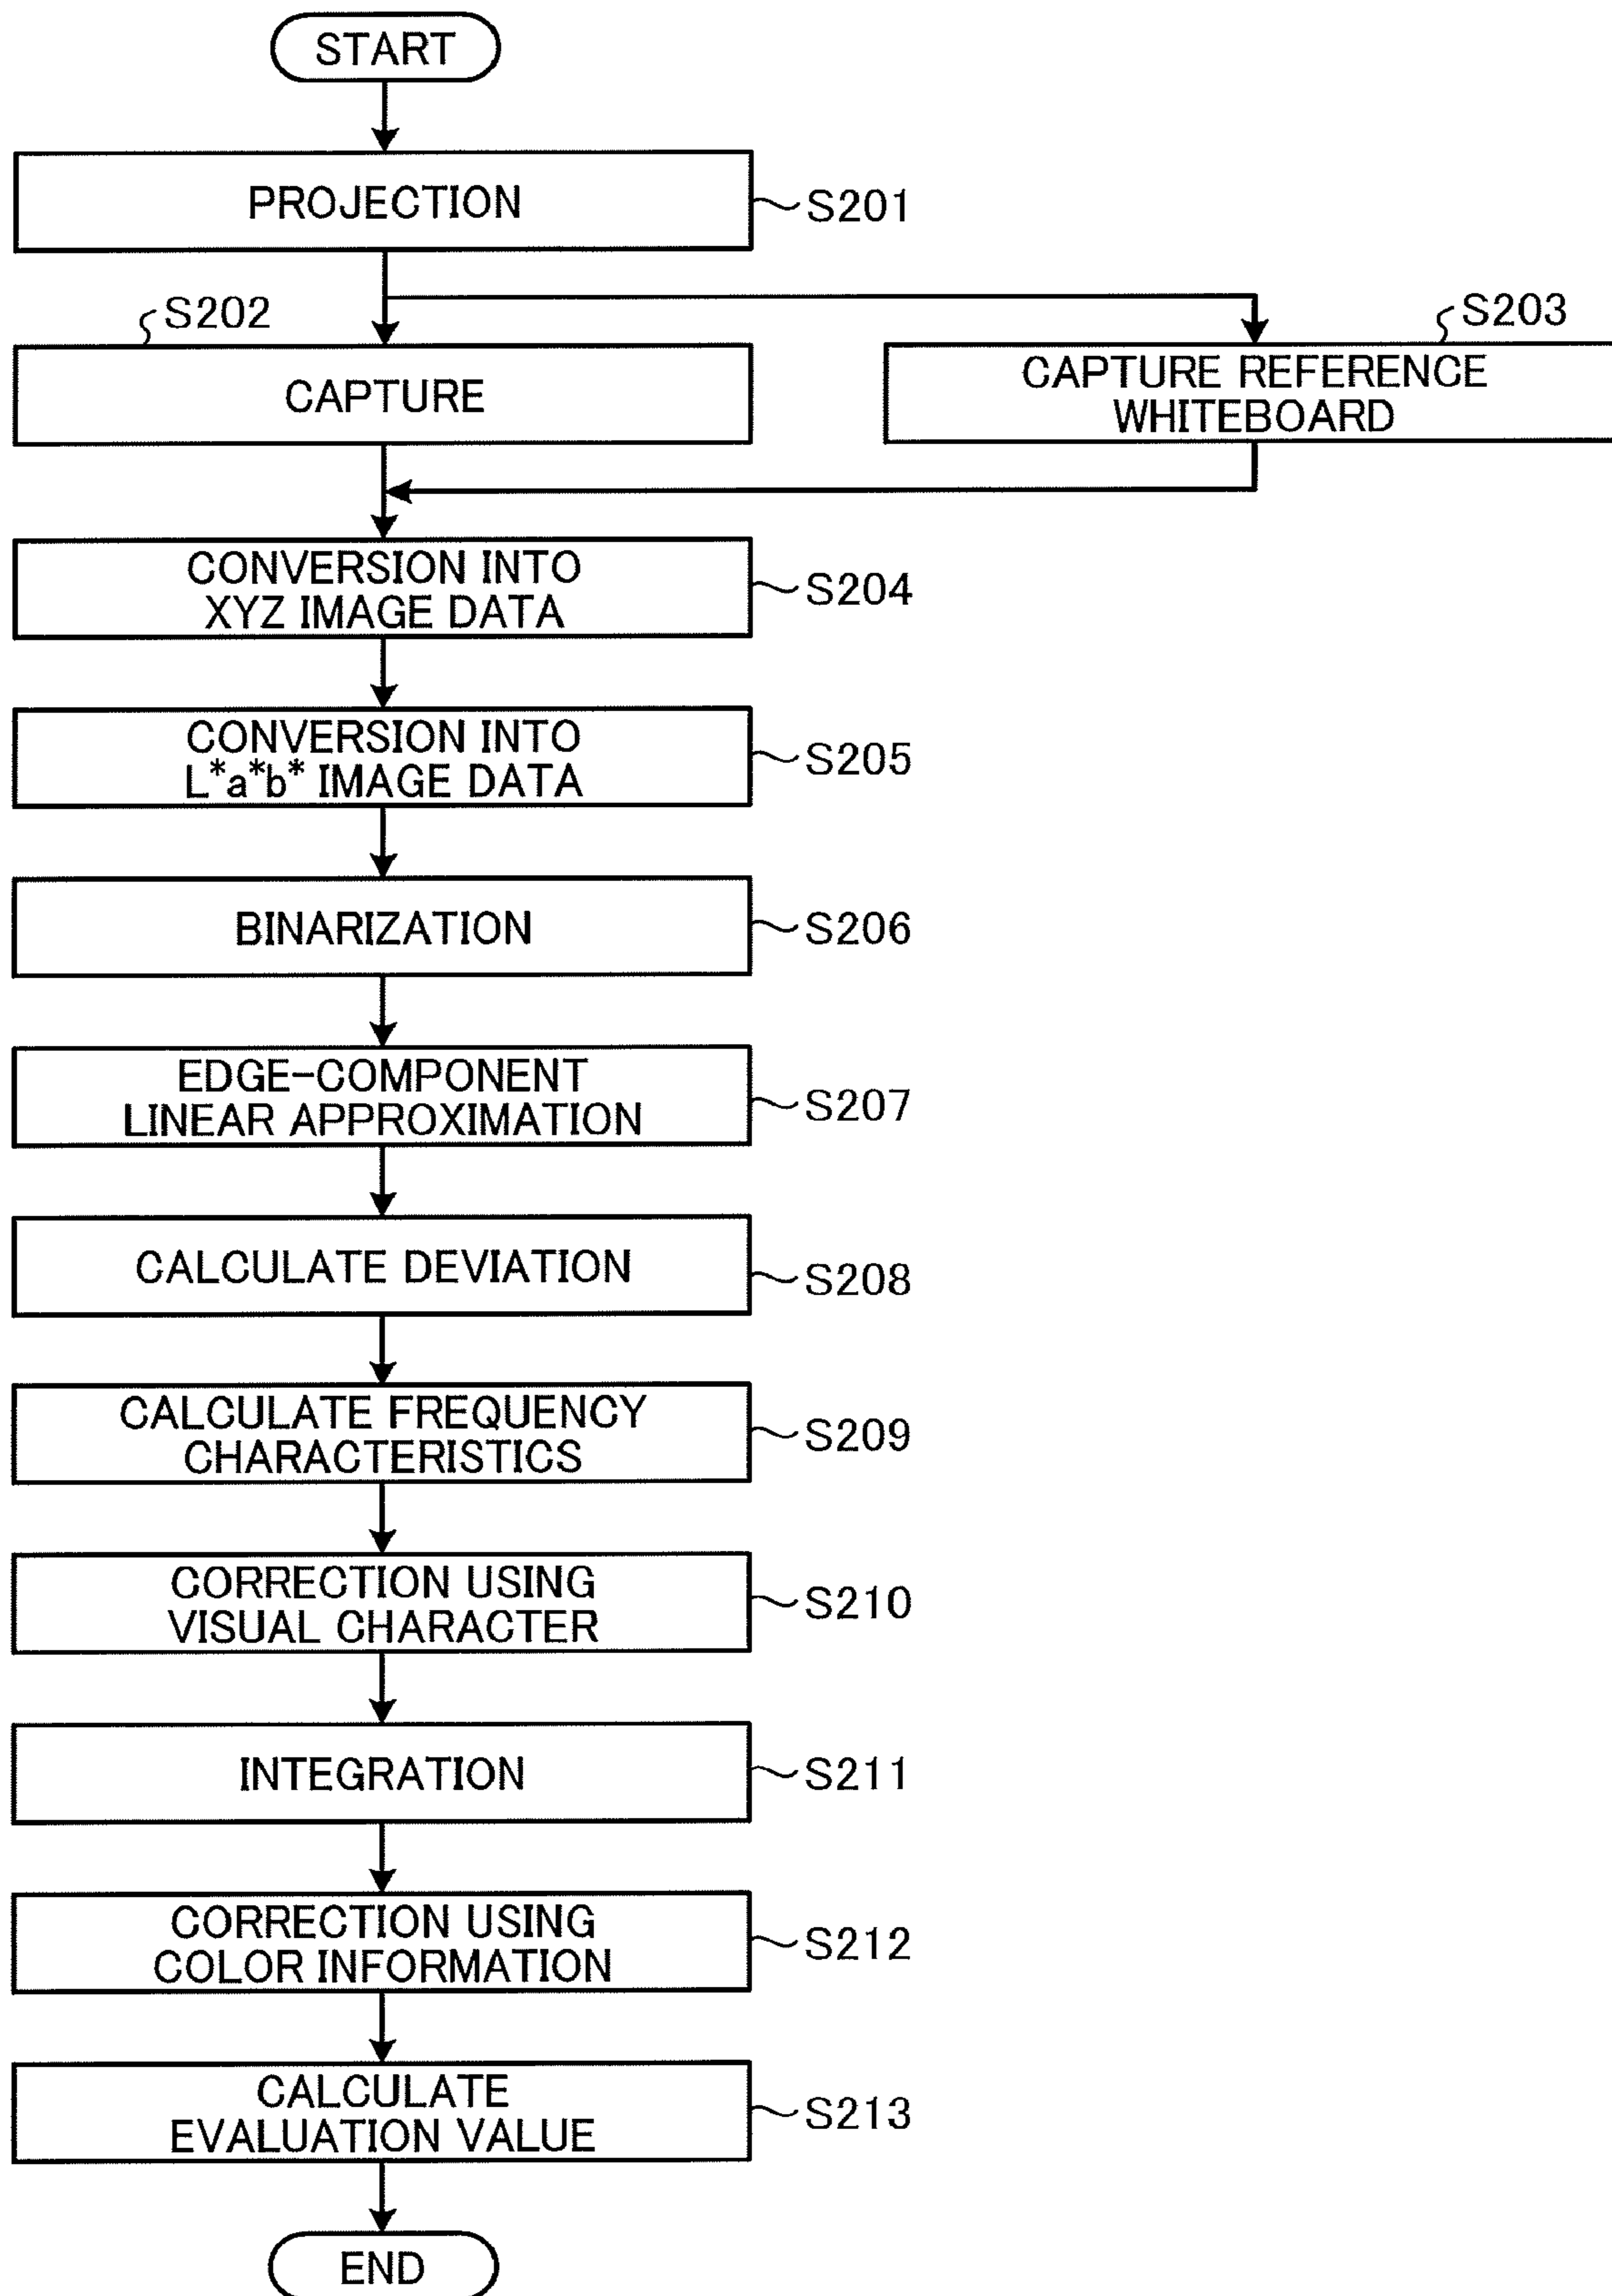 START
PROJECTION
S201
S202
CAPTURE
S203
CAPTURE REFERENCE
WHITEBOARD
CONVERSION INTO
XYZ IMAGE DATA
S204
CONVERSION INTO
L*a*b* IMAGE DATA
S205
BINARIZATION
S206
EDGE-COMPONENT
LINEAR APPROXIMATION
S207
CALCULATE DEVIATION
S208
CALCULATE FREQUENCY
CHARACTERISTICS
S209
CORRECTION USING
VISUAL CHARACTER
S210
INTEGRATION
S211
CORRECTION USING
COLOR INFORMATION
S212
CALCULATE
EVALUATION VALUE
S213
END